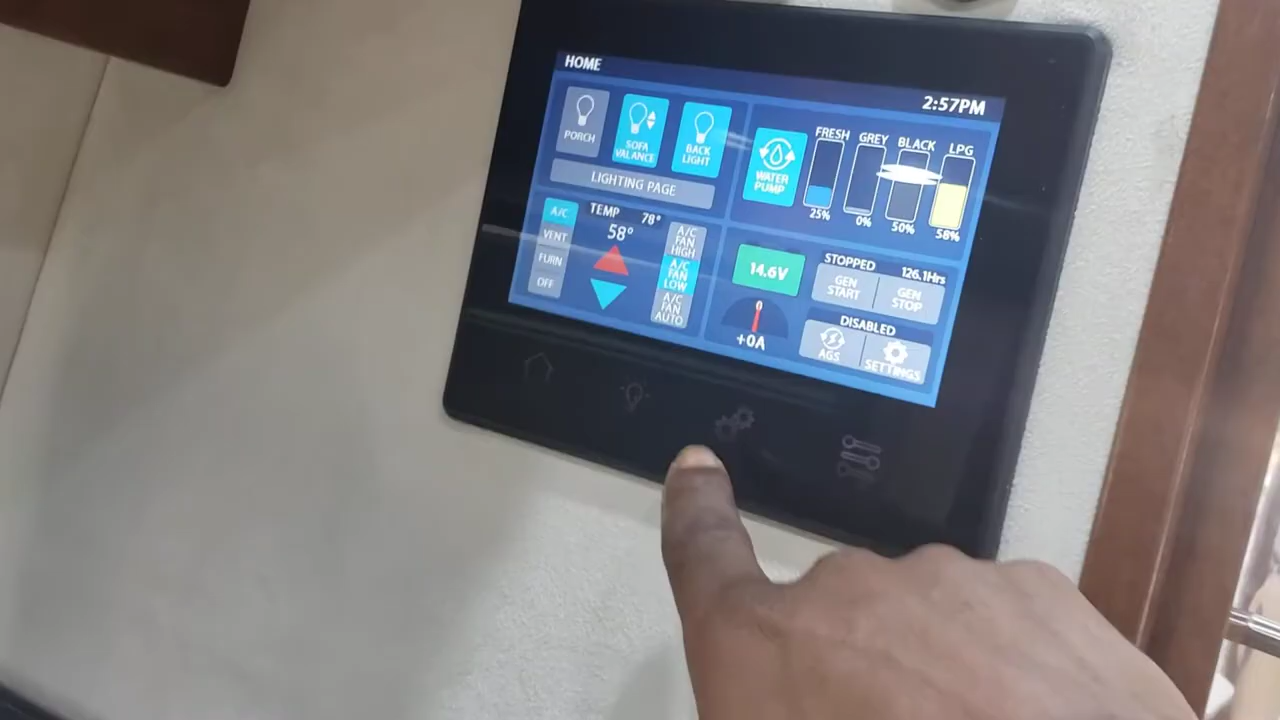 HOME
2:57PM
PORCH
SOFA
VALANCE
BACK
LIGHT
LIGHTING PAGE
WATER
PUMP
FRESH
GREY
BLACK
LPG
25%
0%
50%
58%
A/C
VENT
FURN
OFF
TEMP
78°
58°
A/C
FAN
HIGH
A/C
FAN
LOW
A/C
FAN
AUTO
14.6V
0
+0A
STOPPED
126.1Hrs
GEN
START
GEN
STOP
DISABLED
AGS
SETTINGS